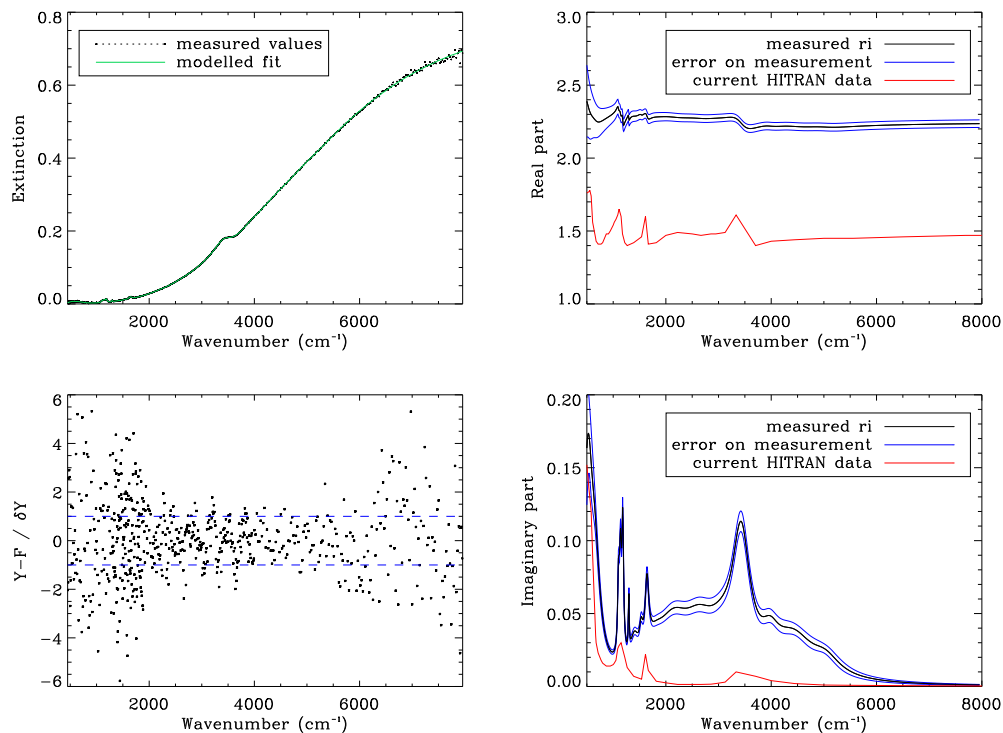 0.8
0.6
0.4
0.2
0.0
Extinction
measured values
modelled fit
2000 4000 6000
Wavenumber (cm⁻¹)
3.0
2.5
2.0
1.5
1.0
Real part
measured ri
error on measurement
current HITRAN data
2000 4000 6000 8000
Wavenumber (cm⁻¹)
6
4
2
0
-2
-4
-6
Y-F / δY
2000 4000 6000
Wavenumber (cm⁻¹)
0.20
0.15
0.10
0.05
0.00
Imaginary part
measured ri
error on measurement
current HITRAN data
2000 4000 6000 8000
Wavenumber (cm⁻¹)